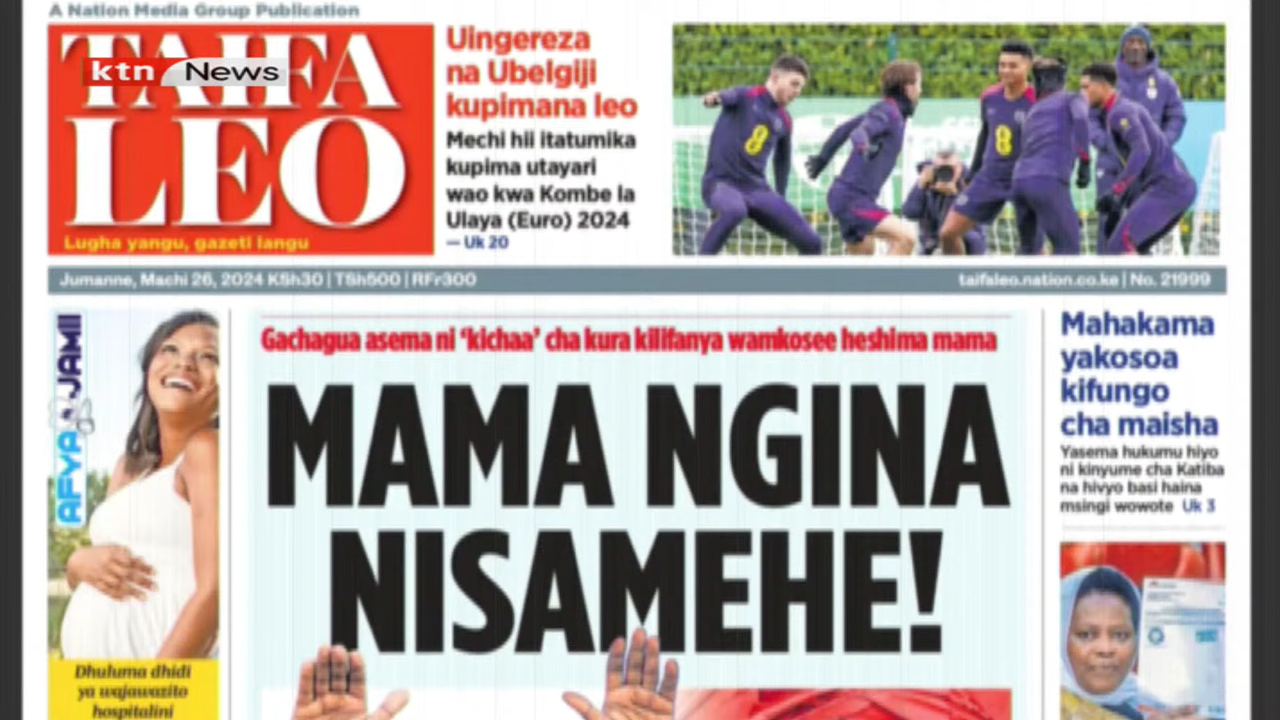 A Nation Media Group Publication
TAIFA
LEO
ktn News
Lugha yangu, gazeti langu
Uingereza
na Ubelgiji
kupimana leo
Mechi hii itatumika
kupima utayari
wao kwa Kombe la
Ulaya (Euro) 2024
— Uk 20
8
8
Jumanne, Machi 26, 2024 KSh30 | TSh500 | RFr300
taifaleo.nation.co.ke | No. 21999
AFYA JAMII
Dhuluma dhidi
ya wajawazito
hospitalini
Gachagua asema ni ‘kichaa’ cha kura kilifanya wamkosee heshima mama
MAMA NGINA
NISAMEHE!
Mahakama
yakosoa
kifungo
cha maisha
Yasema hukumu hiyo
ni kinyume cha Katiba
na hivyo basi haina
msingi wowote Uk 3